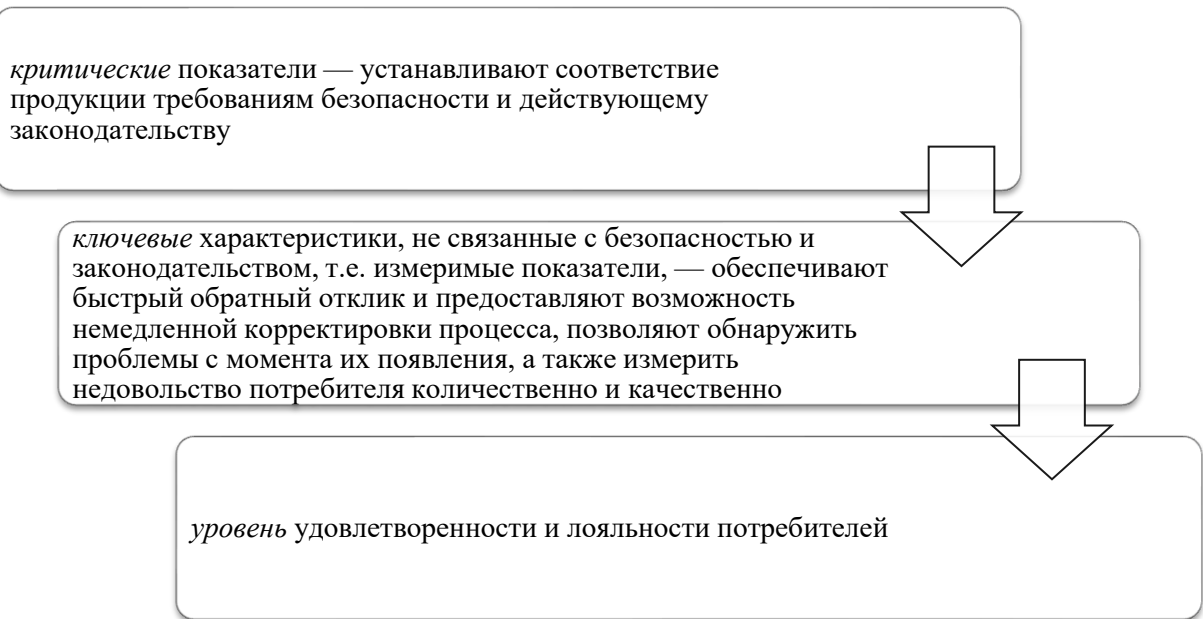 критические показатели — устанавливают соответствие
продукции требованиям безопасности и действующему
законодательству
ключевые характеристики, не связанные с безопасностью и
законодательством, т.е. измеримые показатели, — обеспечивают
быстрый обратный отклик и предоставляют возможность
немедленной корректировки процесса, позволяют обнаружить
проблемы с момента их появления, а также измерить
недовольство потребителя количественно и качественно
уровень удовлетворенности и лояльности потребителей